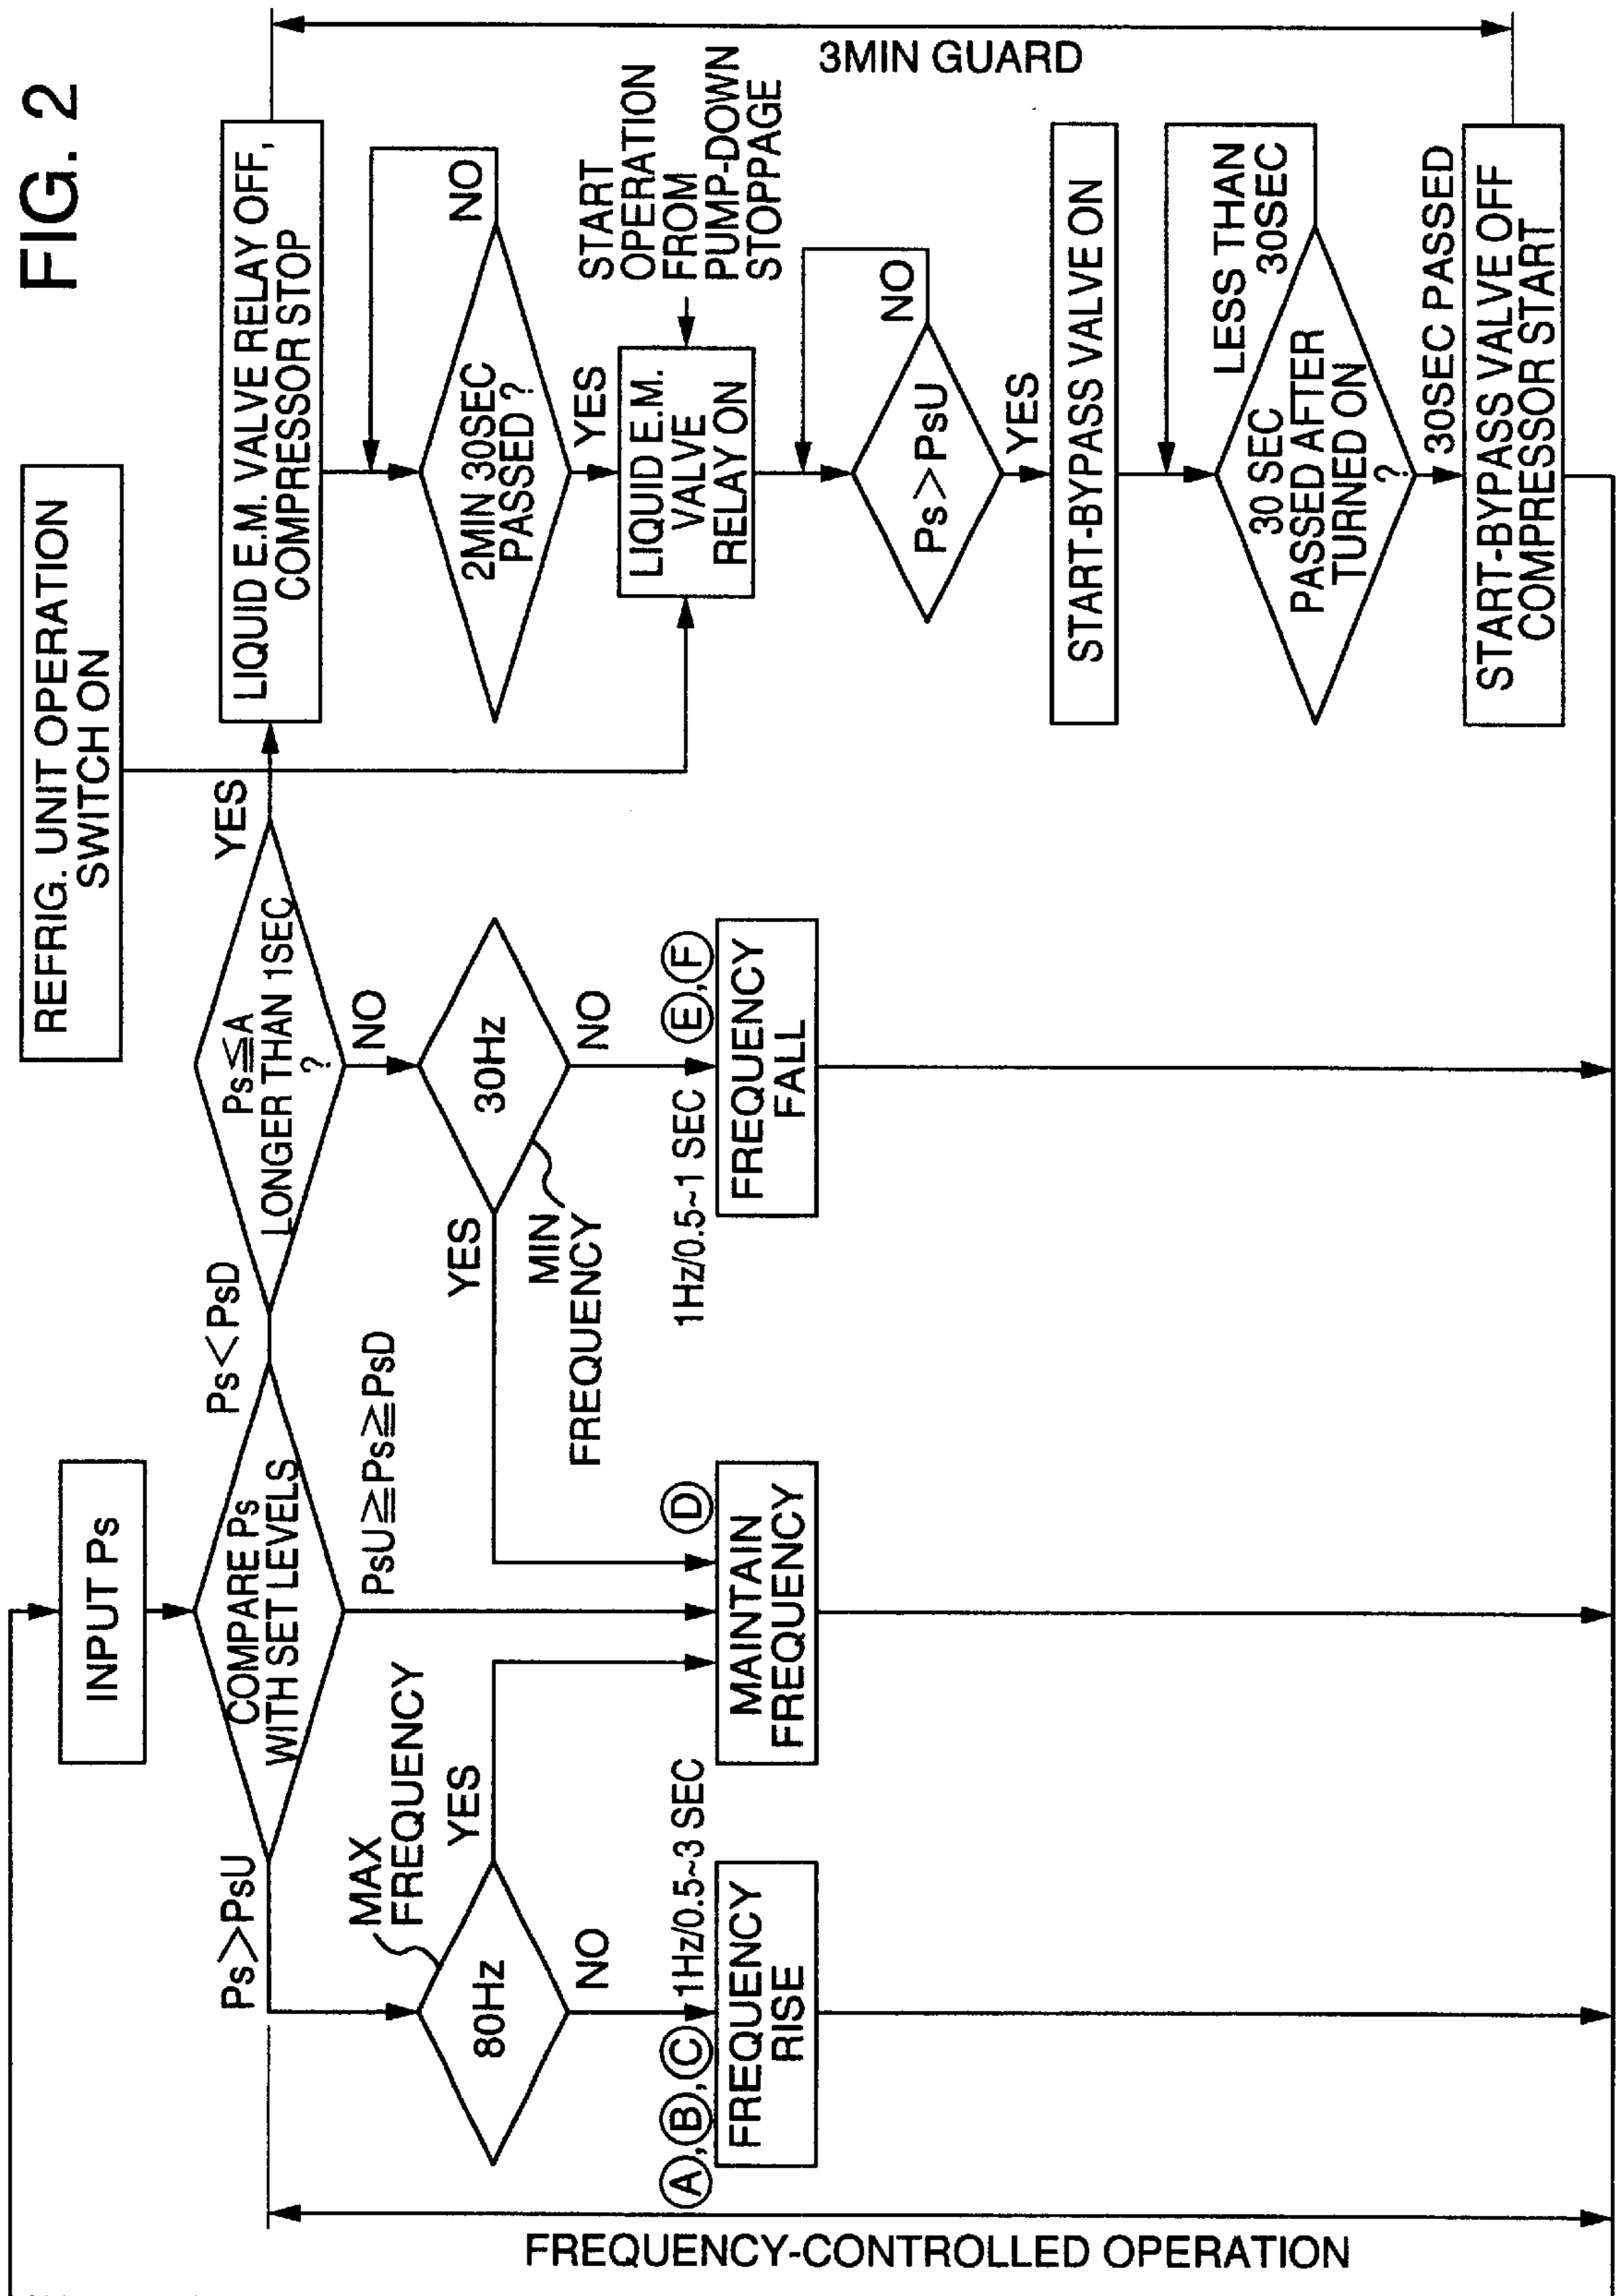 FIG. 2
REFRIG. UNIT OPERATION
SWITCH ON
INPUT Ps
COMPARE Ps
WITH SET LEVELS
Ps>PsU
Ps<PsD
PsU≧Ps≧PsD
Ps≦A
LONGER THAN 1SEC
?
YES
NO
LIQUID E.M. VALVE RELAY OFF,
COMPRESSOR STOP
MAX
FREQUENCY
80Hz
YES
NO
30Hz
YES
NO
MIN
FREQUENCY
2MIN 30SEC
PASSED ?
NO
YES
LIQUID E.M.
VALVE
RELAY ON
START
OPERATION
FROM
PUMP-DOWN
STOPPAGE
Ⓐ,Ⓑ,Ⓒ 1Hz/0.5~3 SEC
FREQUENCY
RISE
Ⓓ
MAINTAIN
FREQUENCY
1Hz/0.5~1 SEC Ⓔ,Ⓕ
FREQUENCY
FALL
Ps>PsU
NO
YES
START-BYPASS VALVE ON
30 SEC
PASSED AFTER
TURNED ON
?
LESS THAN
30SEC
30SEC PASSED
START-BYPASS VALVE OFF
COMPRESSOR START
3MIN GUARD
FREQUENCY-CONTROLLED OPERATION